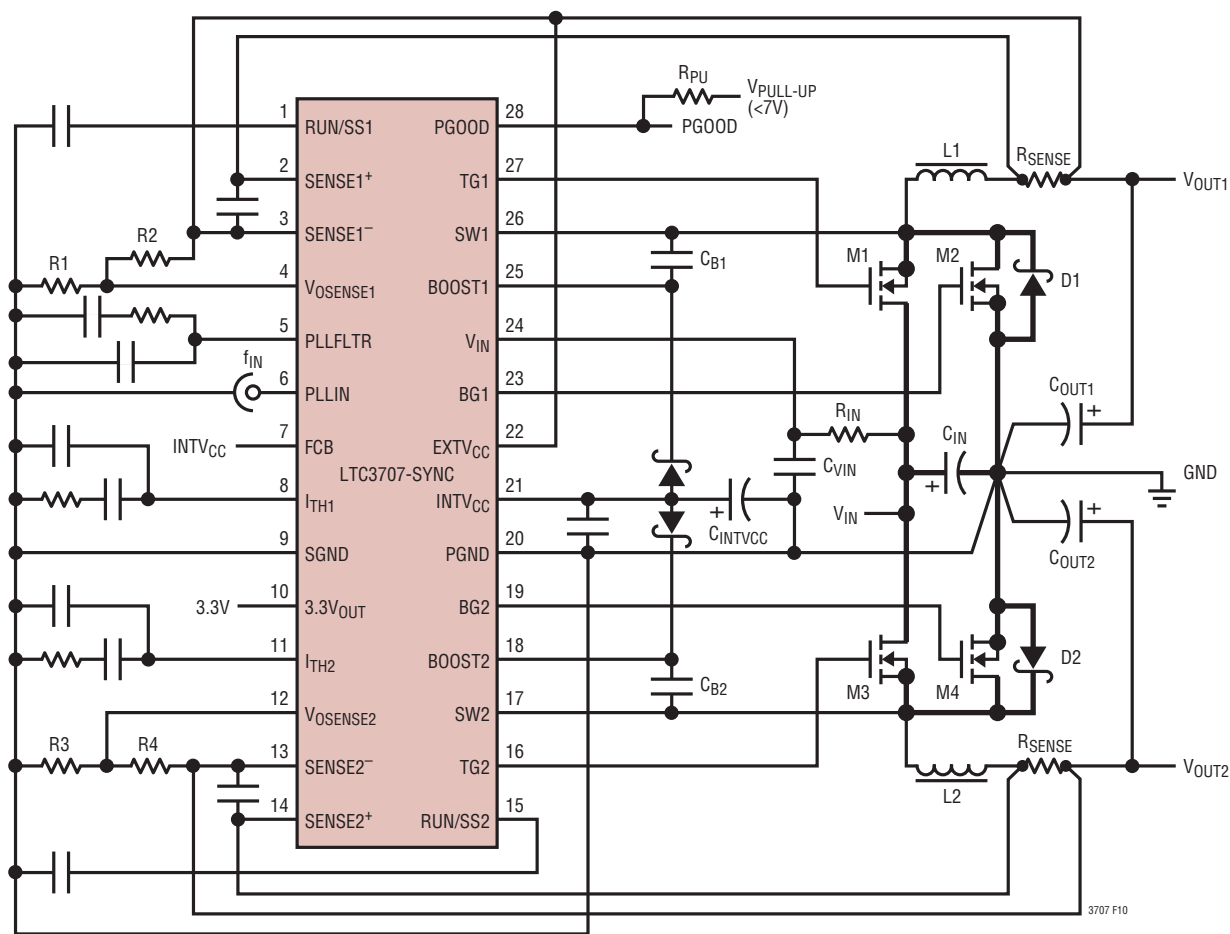 1
RUN/SS1
2
SENSE1+
3
SENSE1–
4
VOSENSE1
5
PLLFLTR
6
PLLIN
7
FCB
8
ITH1
9
SGND
10
3.3VOUT
11
ITH2
12
VOSENSE2
13
SENSE2–
14
SENSE2+
LTC3707-SYNC
28
PGOOD
27
TG1
26
SW1
25
BOOST1
24
VIN
23
BG1
22
EXTVCC
21
INTVCC
20
PGND
19
BG2
18
BOOST2
17
SW2
16
TG2
15
RUN/SS2
R2
R1
fIN
INTVCC
3.3V
R3
R4
RPU
VPULL-UP
(<7V)
PGOOD
L1
RSENSE
VOUT1
CB1
M1
M2
D1
RIN
CVIN
CIN
+
COUT1
+
GND
VIN
+
CINTVCC
+
COUT2
CB2
M3
M4
D2
L2
RSENSE
VOUT2
3707 F10